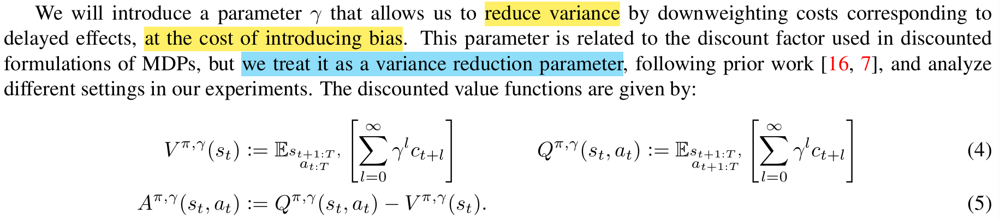 We will introduce a parameter γ that allows us to reduce variance by downweighting costs corresponding to
delayed effects, at the cost of introducing bias. This parameter is related to the discount factor used in discounted
formulations of MDPs, but we treat it as a variance reduction parameter, following prior work [16, 7], and analyze
different settings in our experiments. The discounted value functions are given by:
V^{π,γ}(s_t) := 𝔼_{s_{t+1:T}, a_{t:T}} [∑_{l=0}^{∞} γ^l c_{t+l}] Q^{π,γ}(s_t, a_t) := 𝔼_{s_{t+1:T}, a_{t+1:T}} [∑_{l=0}^{∞} γ^l c_{t+l}] (4)
A^{π,γ}(s_t, a_t) := Q^{π,γ}(s_t, a_t) − V^{π,γ}(s_t). (5)